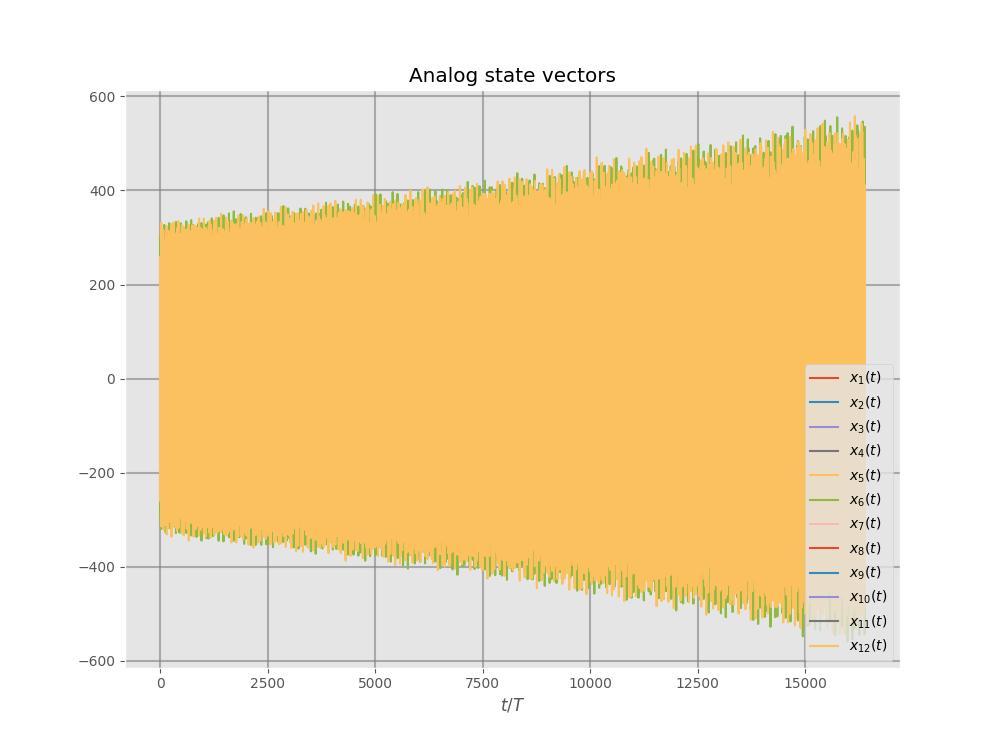 Analog state vectors
600
400
200
0
−200
−400
−600
x₁(t)
x₂(t)
x₃(t)
x₄(t)
x₅(t)
x₆(t)
x₇(t)
x₈(t)
x₉(t)
x₁₀(t)
x₁₁(t)
x₁₂(t)
0 2500 5000 7500 10000 12500 15000
t/T